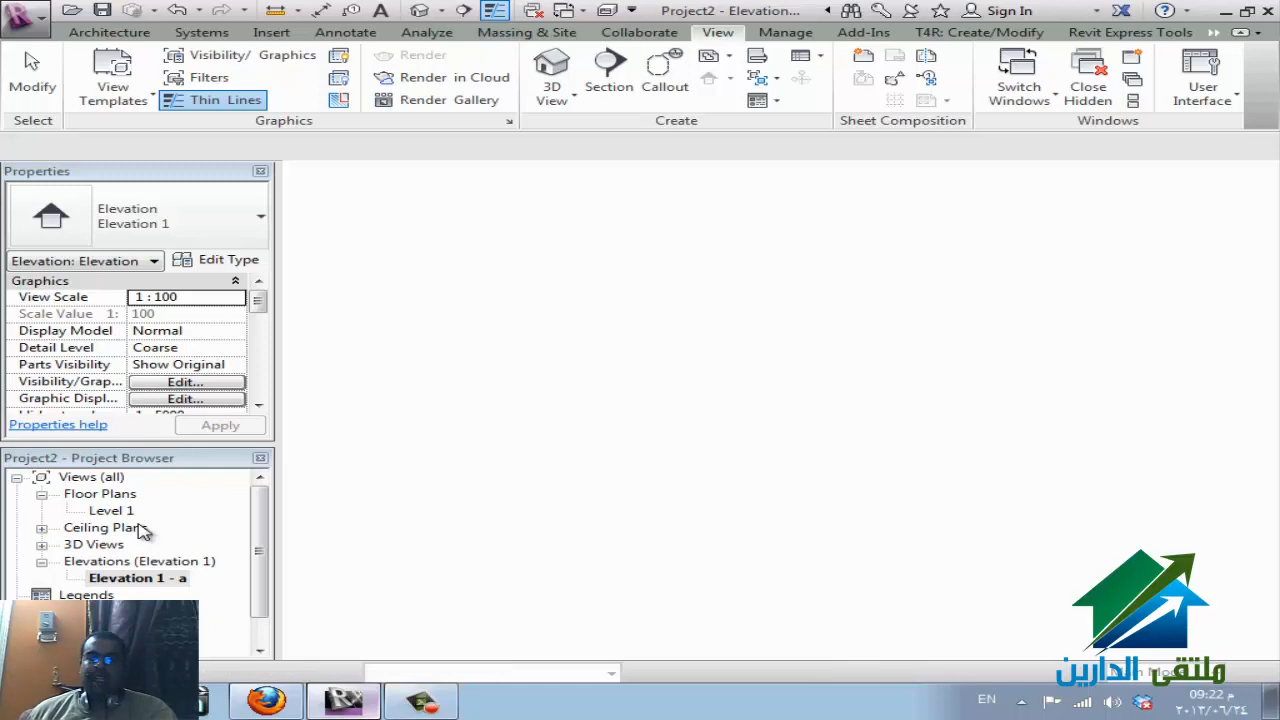 Project2 - Elevation...
Sign In
Architecture Systems Insert Annotate Analyze Massing & Site Collaborate View Manage Add-Ins T4R: Create/Modify Revit Express Tools
Modify
View Templates
Visibility/ Graphics
Filters
Thin Lines
Render
Render in Cloud
Render Gallery
3D View
Section
Callout
Switch Windows
Close Hidden
User Interface
Select
Graphics
Create
Sheet Composition
Windows
Properties
Elevation
Elevation 1
Elevation: Elevation
Edit Type
Graphics
View Scale 1 : 100
Scale Value 1: 100
Display Model Normal
Detail Level Coarse
Parts Visibility Show Original
Visibility/Grap... Edit...
Graphic Displ... Edit...
Properties help
Apply
Project2 - Project Browser
Views (all)
Floor Plans
Level 1
Ceiling Plans
3D Views
Elevations (Elevation 1)
Elevation 1 - a
Legends
ملتقى الدارين
EN
09:22 م
٢٠١٣/٠٦/٢٤